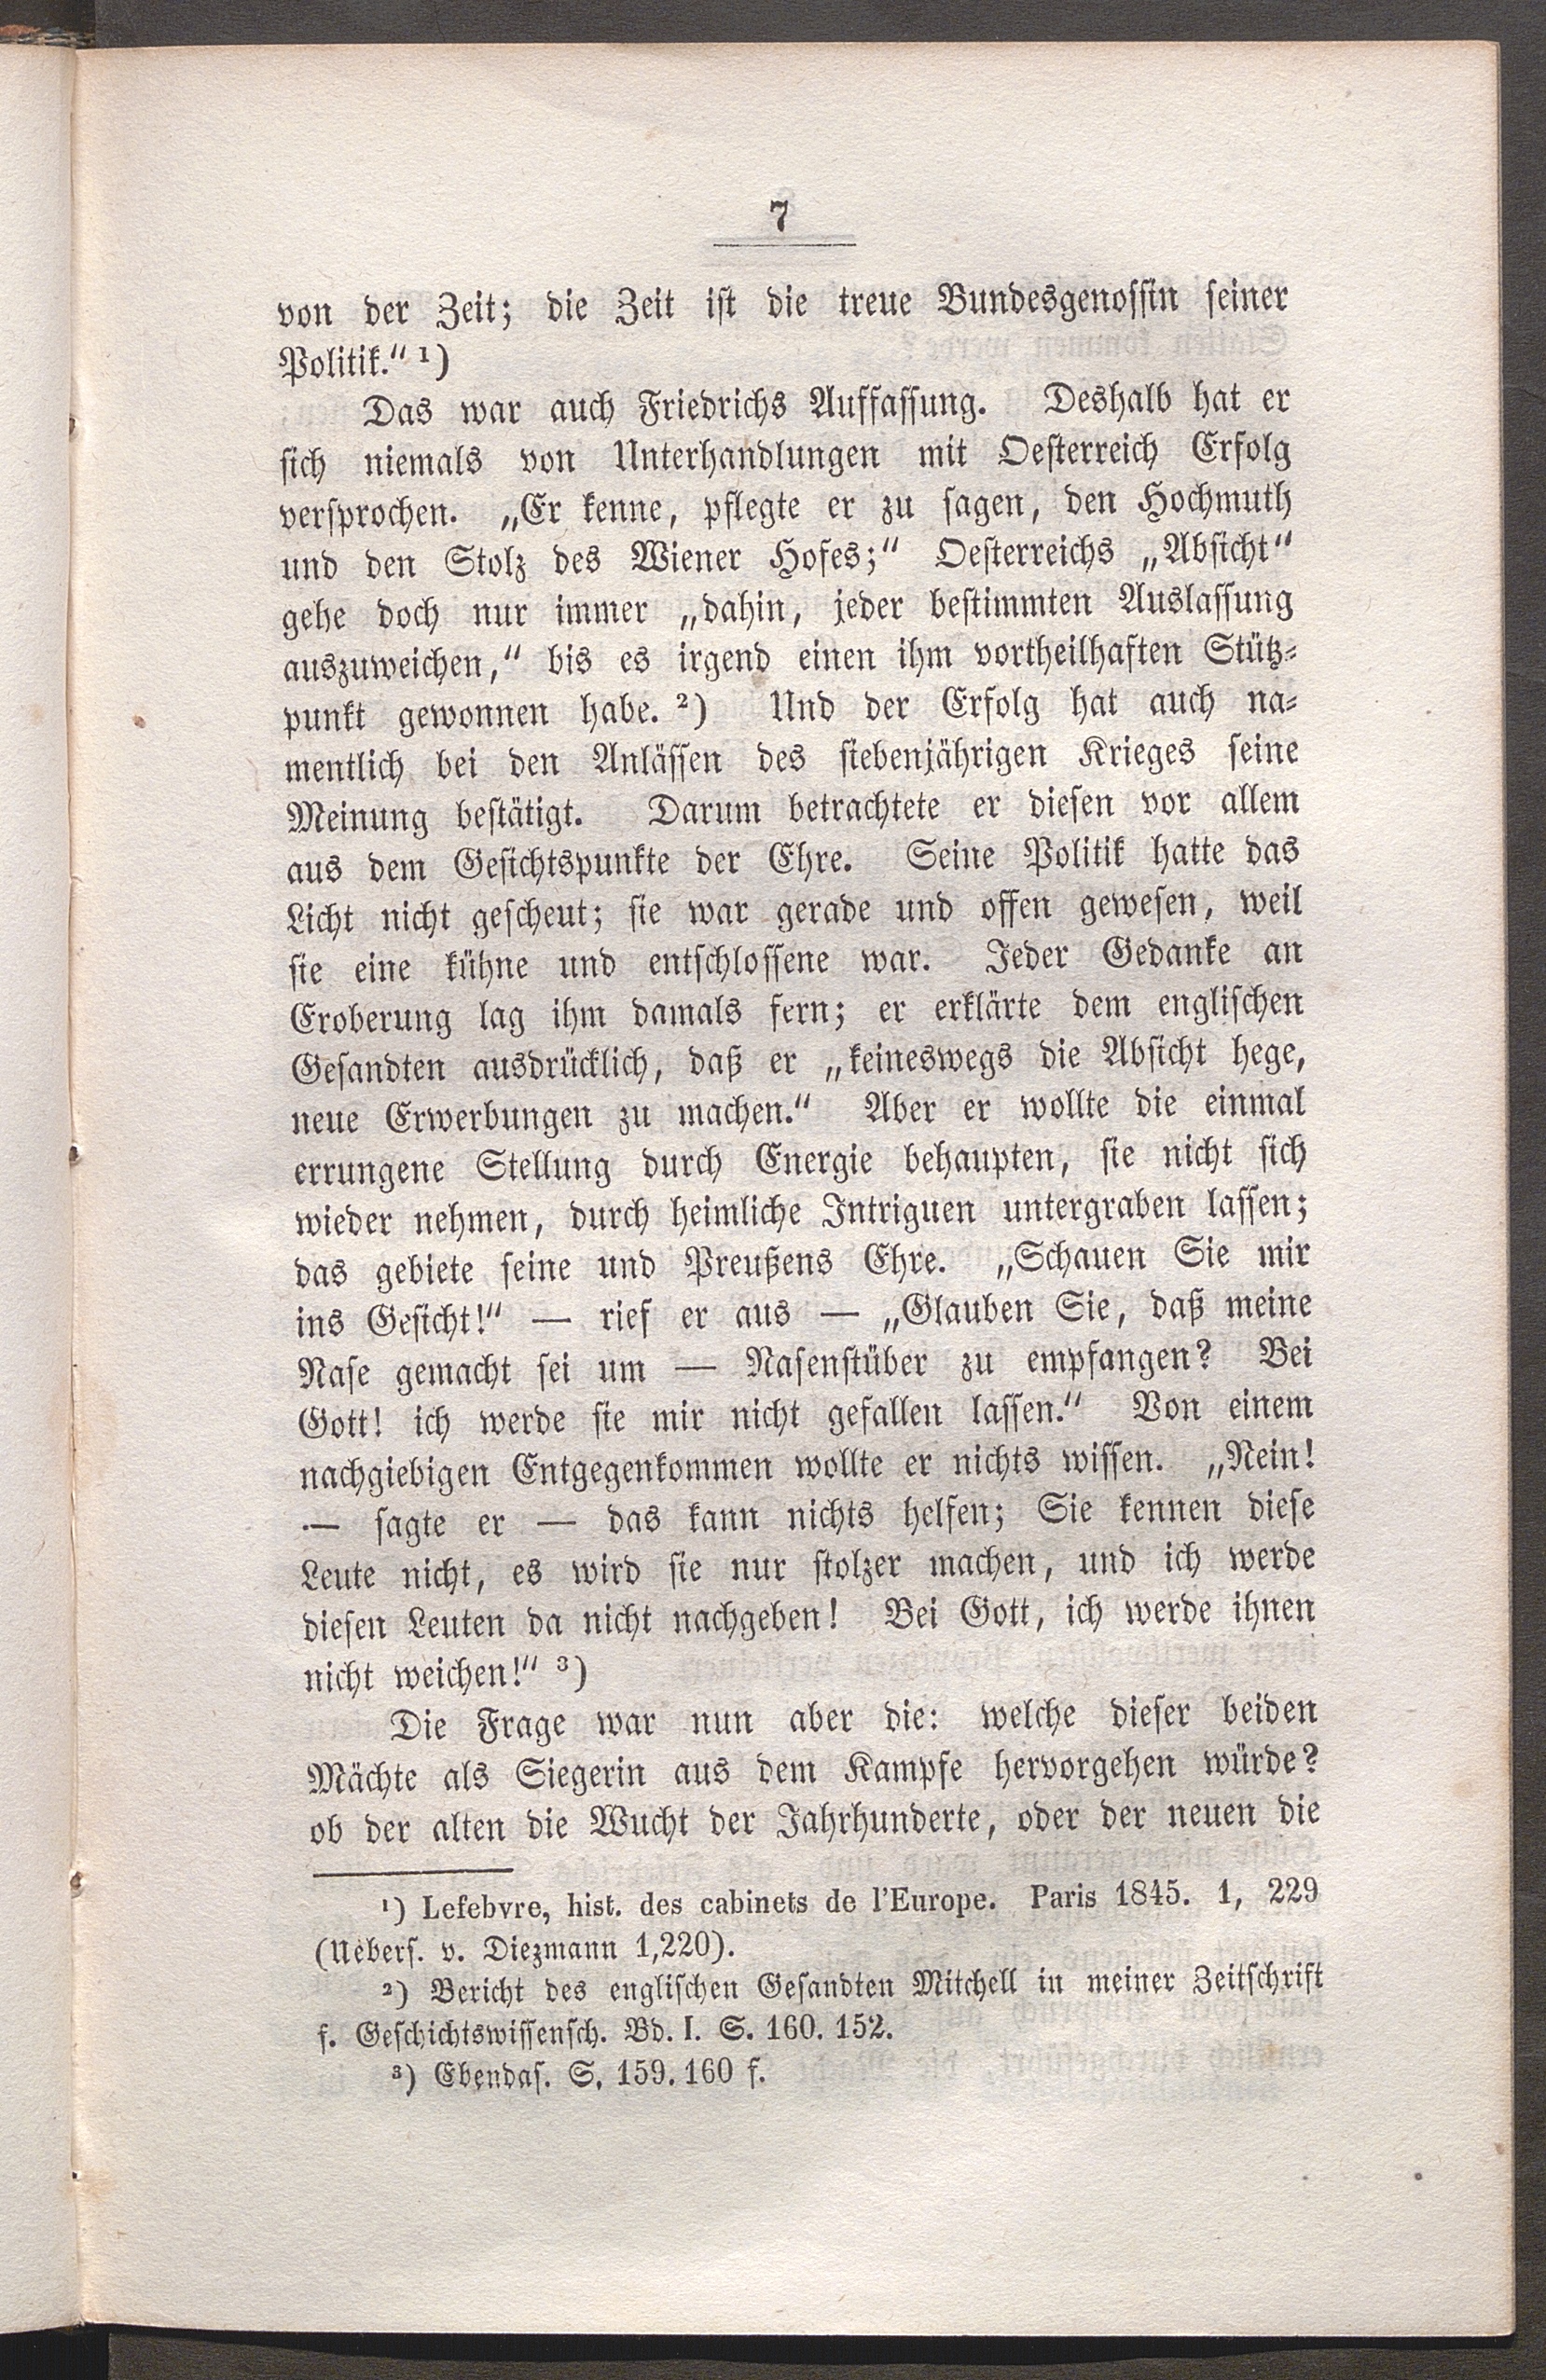 7
von der Zeit; die Zeit ist die treue Bundesgenossin seiner
Politik.“ ¹)
Das war auch Friedrichs Auffassung. Deshalb hat er
sich niemals von Unterhandlungen mit Oesterreich Erfolg
versprochen. „Er kenne, pflegte er zu sagen, den Hochmuth
und den Stolz des Wiener Hofes;“ Oesterreichs „Absicht“
gehe doch nur immer „dahin, jeder bestimmten Auslassung
auszuweichen,“ bis es irgend einen ihm vortheilhaften Stütz-
punkt gewonnen habe. ²) Und der Erfolg hat auch na-
mentlich bei den Anlässen des siebenjährigen Krieges seine
Meinung bestätigt. Darum betrachtete er diesen vor allem
aus dem Gesichtspunkte der Ehre. Seine Politik hatte das
Licht nicht gescheut; sie war gerade und offen gewesen, weil
sie eine kühne und entschlossene war. Jeder Gedanke an
Eroberung lag ihm damals fern; er erklärte dem englischen
Gesandten ausdrücklich, daß er „keineswegs die Absicht hege,
neue Erwerbungen zu machen.“ Aber er wollte die einmal
errungene Stellung durch Energie behaupten, sie nicht sich
wieder nehmen, durch heimliche Intriguen untergraben lassen;
das gebiete seine und Preußens Ehre. „Schauen Sie mir
ins Gesicht!“ — rief er aus — „Glauben Sie, daß meine
Nase gemacht sei um — Nasenstüber zu empfangen? Bei
Gott! ich werde sie mir nicht gefallen lassen.“ Von einem
nachgiebigen Entgegenkommen wollte er nichts wissen. „Nein!
— sagte er — das kann nichts helfen; Sie kennen diese
Leute nicht, es wird sie nur stolzer machen, und ich werde
diesen Leuten da nicht nachgeben! Bei Gott, ich werde ihnen
nicht weichen!“ ³)
Die Frage war nun aber die: welche dieser beiden
Mächte als Siegerin aus dem Kampfe hervorgehen würde?
ob der alten die Wucht der Jahrhunderte, oder der neuen die
¹) Lefebvre, hist. des cabinets de l'Europe. Paris 1845. 1, 229
(Uebers. v. Diezmann 1,220).
²) Bericht des englischen Gesandten Mitchell in meiner Zeitschrift
f. Geschichtswissensch. Bd. I. S. 160. 152.
³) Ebendas. S. 159. 160 f.